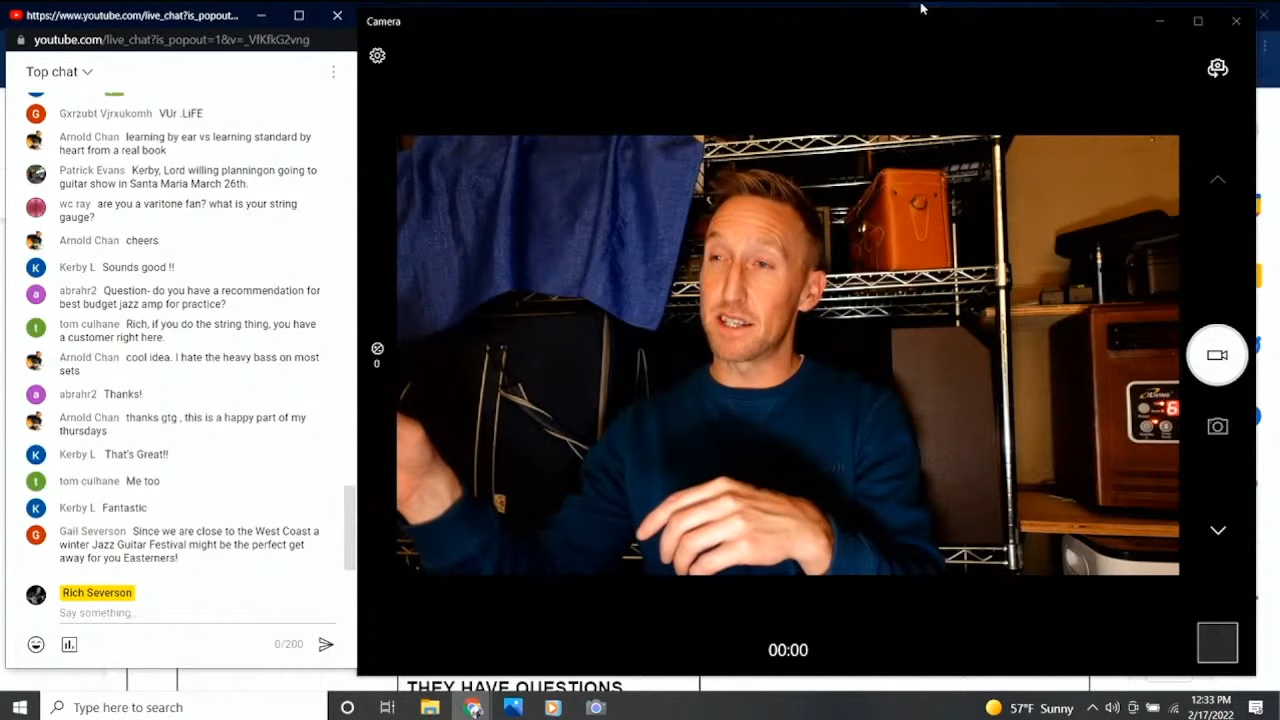 https://www.youtube.com/live_chat?is_popout...
youtube.com/live_chat?is_popout=1&v=_VfKfkG2vng
Top chat
G Gxrzubt Vjrxukomh VUr .LiFE
Arnold Chan learning by ear vs learning standard by
heart from a real book
Patrick Evans Kerby, Lord willing planningon going to
guitar show in Santa Maria March 26th.
wc ray are you a varitone fan? what is your string
gauge?
Arnold Chan cheers
K Kerby L Sounds good !!
a abrahr2 Question- do you have a recommendation for
best budget jazz amp for practice?
t tom culhane Rich, if you do the string thing, you have
a customer right here.
Arnold Chan cool idea. I hate the heavy bass on most
sets
a abrahr2 Thanks!
Arnold Chan thanks gtg , this is a happy part of my
thursdays
K Kerby L That's Great!!
t tom culhane Me too
K Kerby L Fantastic
G Gail Severson Since we are close to the West Coast a
winter Jazz Guitar Festival might be the perfect get
away for you Easterners!
Rich Severson
Say something...
0/200
Camera
0
iLiving
6
00:00
THEY HAVE QUESTIONS
Type here to search
57°F Sunny
12:33 PM
2/17/2022